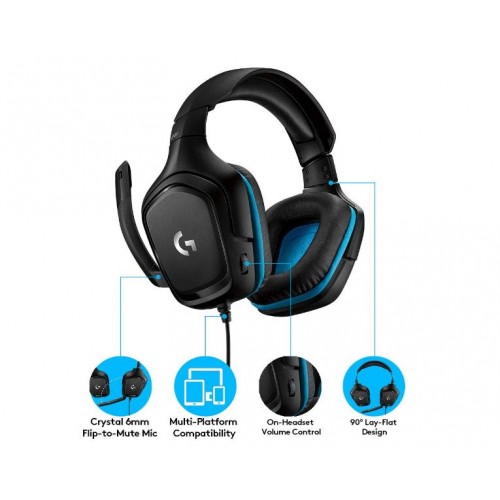 Crystal 6mm
Flip-to-Mute Mic
Multi-Platform
Compatibility
On-Headset
Volume Control
90° Lay-Flat
Design